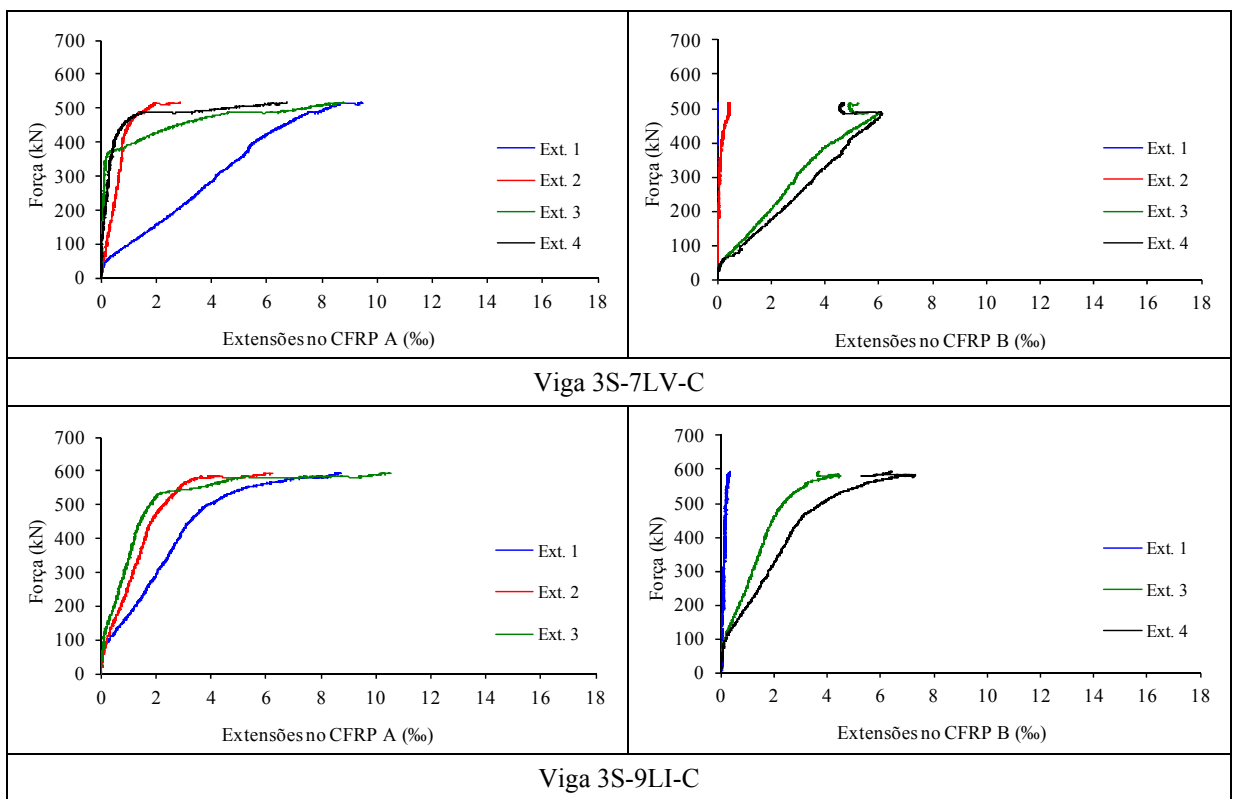 700
600
500
400
300
200
100
0
Força (kN)
0 2 4 6 8 10 12 14 16 18
Extensões no CFRP A (‰)
Ext. 1
Ext. 2
Ext. 3
Ext. 4
700
600
500
400
300
200
100
0
Força (kN)
0 2 4 6 8 10 12 14 16 18
Extensões no CFRP B (‰)
Ext. 1
Ext. 2
Ext. 3
Ext. 4
Viga 3S-7LV-C
700
600
500
400
300
200
100
0
Força (kN)
0 2 4 6 8 10 12 14 16 18
Extensões no CFRP A (‰)
Ext. 1
Ext. 2
Ext. 3
700
600
500
400
300
200
100
0
Força (kN)
0 2 4 6 8 10 12 14 16 18
Extensões no CFRP B (‰)
Ext. 1
Ext. 3
Ext. 4
Viga 3S-9LI-C